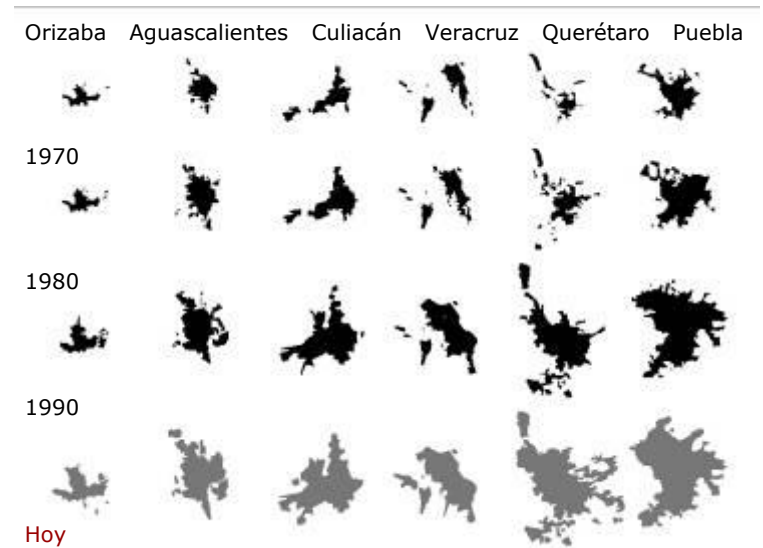 Orizaba Aguascalientes Culiacán Veracruz Querétaro Puebla
1970
1980
1990
Hoy